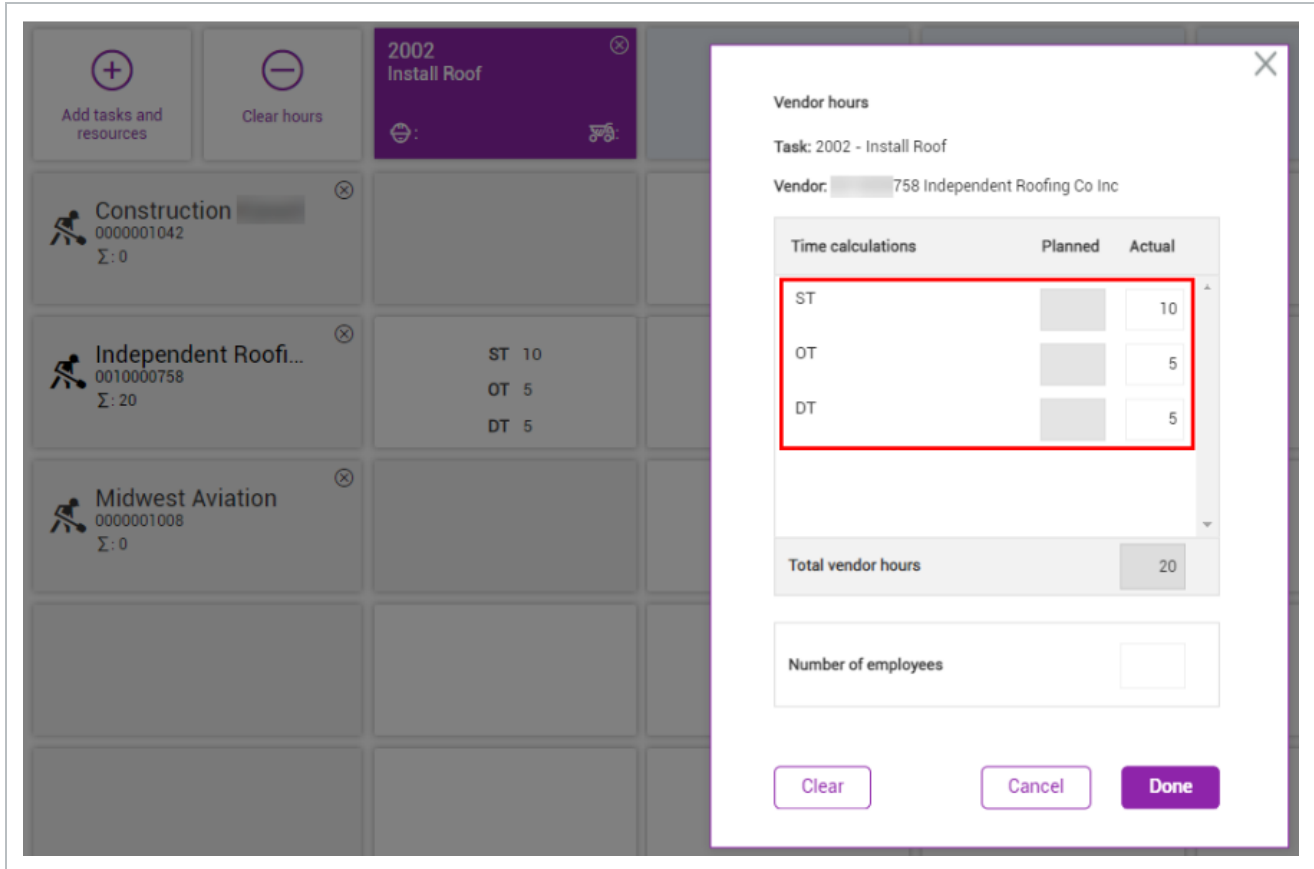 Add tasks and
resources
Clear hours
2002
Install Roof
:
:
Construction
0000001042
Σ: 0
Independent Roofi...
0010000758
Σ: 20
ST 10
OT 5
DT 5
Midwest Aviation
0000001008
Σ: 0
Vendor hours
Task: 2002 - Install Roof
Vendor: 758 Independent Roofing Co Inc
Time calculations Planned Actual
ST 10
OT 5
DT 5
Total vendor hours 20
Number of employees
Clear Cancel Done